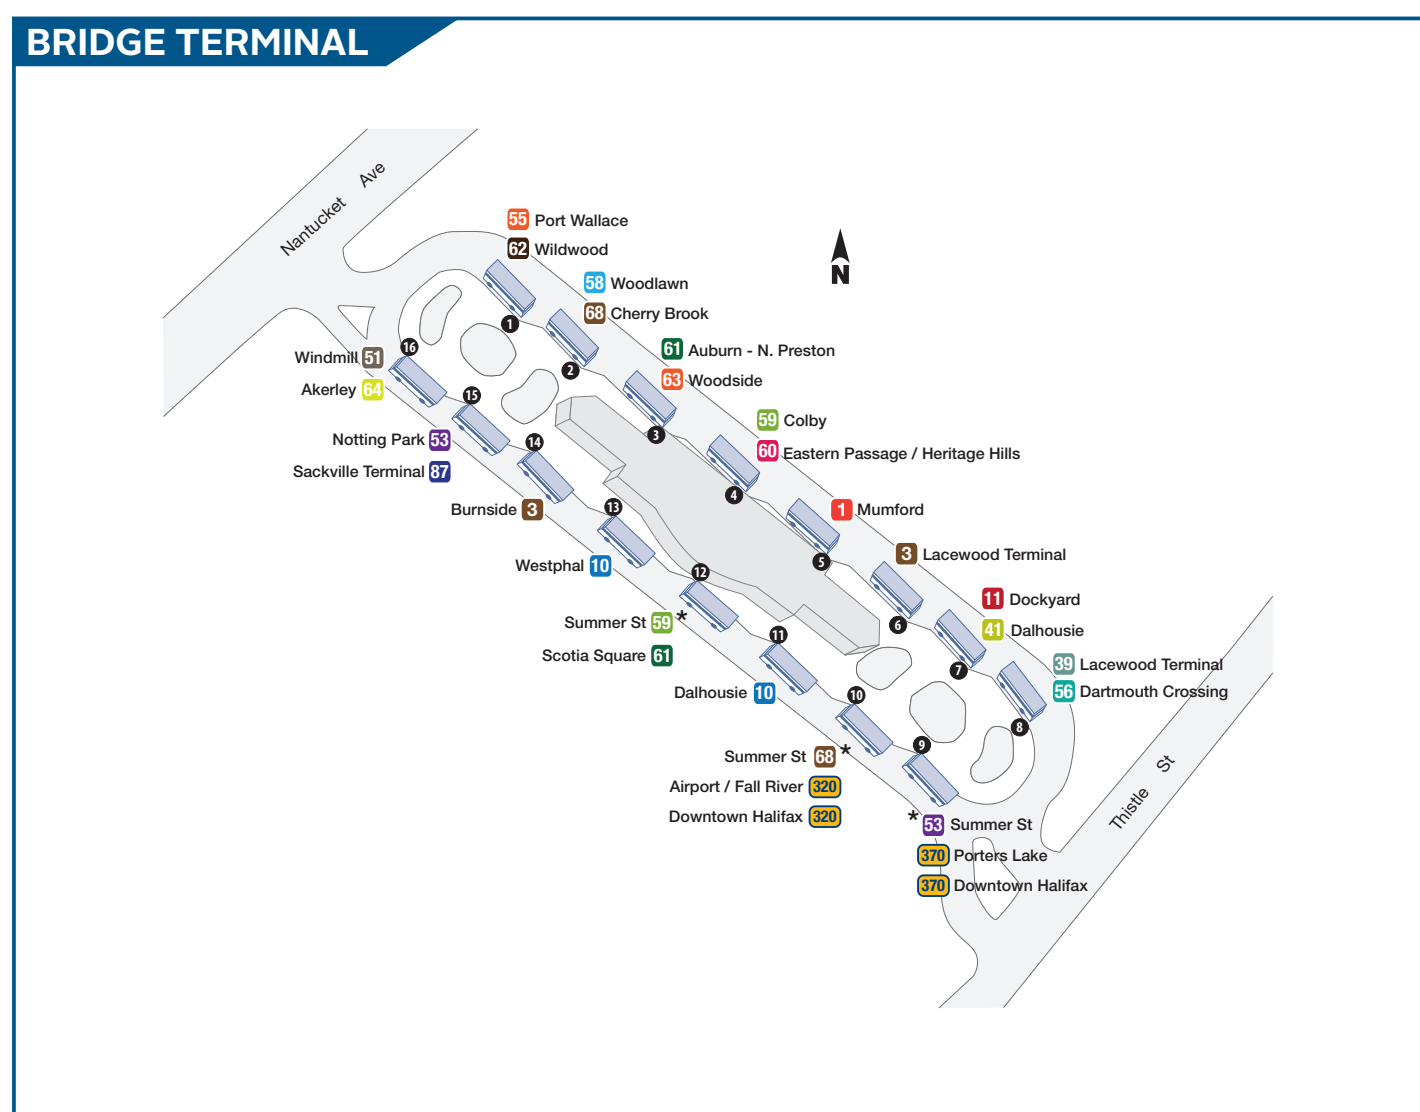 BRIDGE TERMINAL
Nantucket Ave
55 Port Wallace
62 Wildwood
58 Woodlawn
68 Cherry Brook
61 Auburn - N. Preston
63 Woodside
59 Colby
60 Eastern Passage / Heritage Hills
1 Mumford
3 Lacewood Terminal
11 Dockyard
41 Dalhousie
39 Lacewood Terminal
56 Dartmouth Crossing
N
1
2
3
4
5
6
7
8
16
15
14
13
12
11
10
9
Windmill 51
Akerley 64
Notting Park 53
Sackville Terminal 87
Burnside 3
Westphal 10
Summer St 59 *
Scotia Square 61
Dalhousie 10
Summer St 68 *
Airport / Fall River 320
Downtown Halifax 320
* 53 Summer St
370 Porters Lake
370 Downtown Halifax
Thistle St